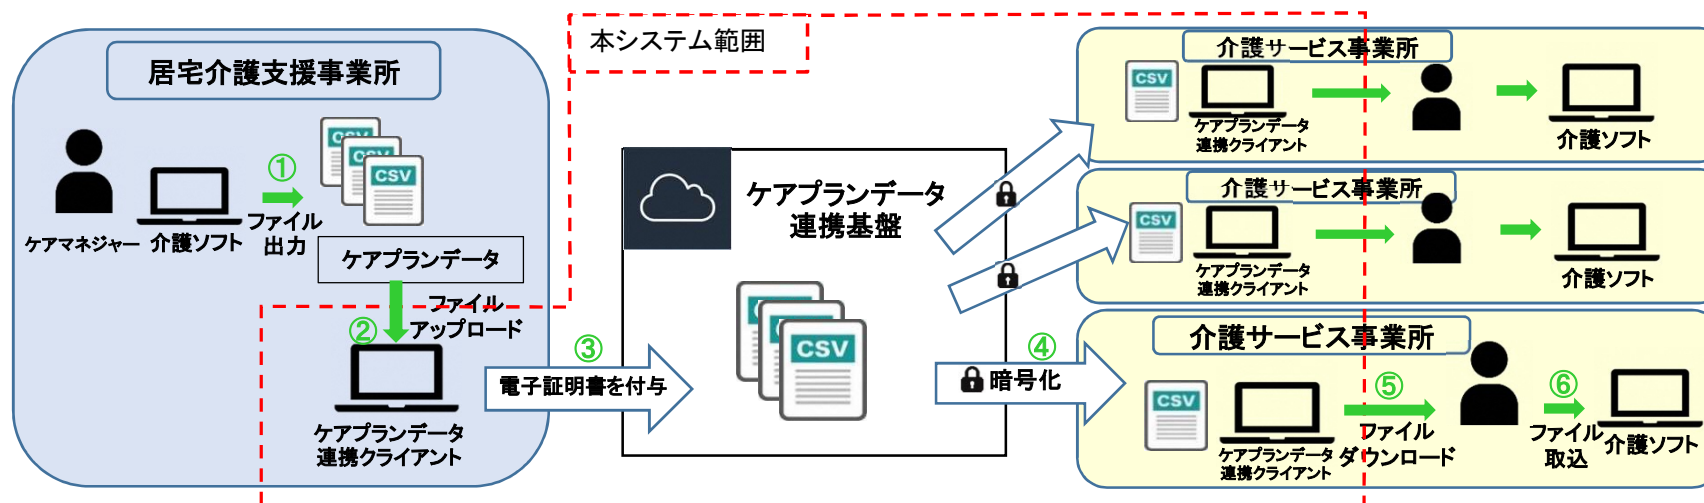 本システム範囲
居宅介護支援事業所
CSV
CSV
CSV
①
ファイル
出力
ケアマネジャー
介護ソフト
ケアプランデータ
②
ファイル
アップロード
ケアプランデータ
連携クライアント
③
電子証明書を付与
ケアプランデータ
連携基盤
CSV
④
暗号化
介護サービス事業所
CSV
ケアプランデータ
連携クライアント
介護ソフト
介護サービス事業所
CSV
ケアプランデータ
連携クライアント
介護ソフト
介護サービス事業所
CSV
ケアプランデータ
連携クライアント
⑤
ファイル
ダウンロード
⑥
ファイル
取込
介護ソフト